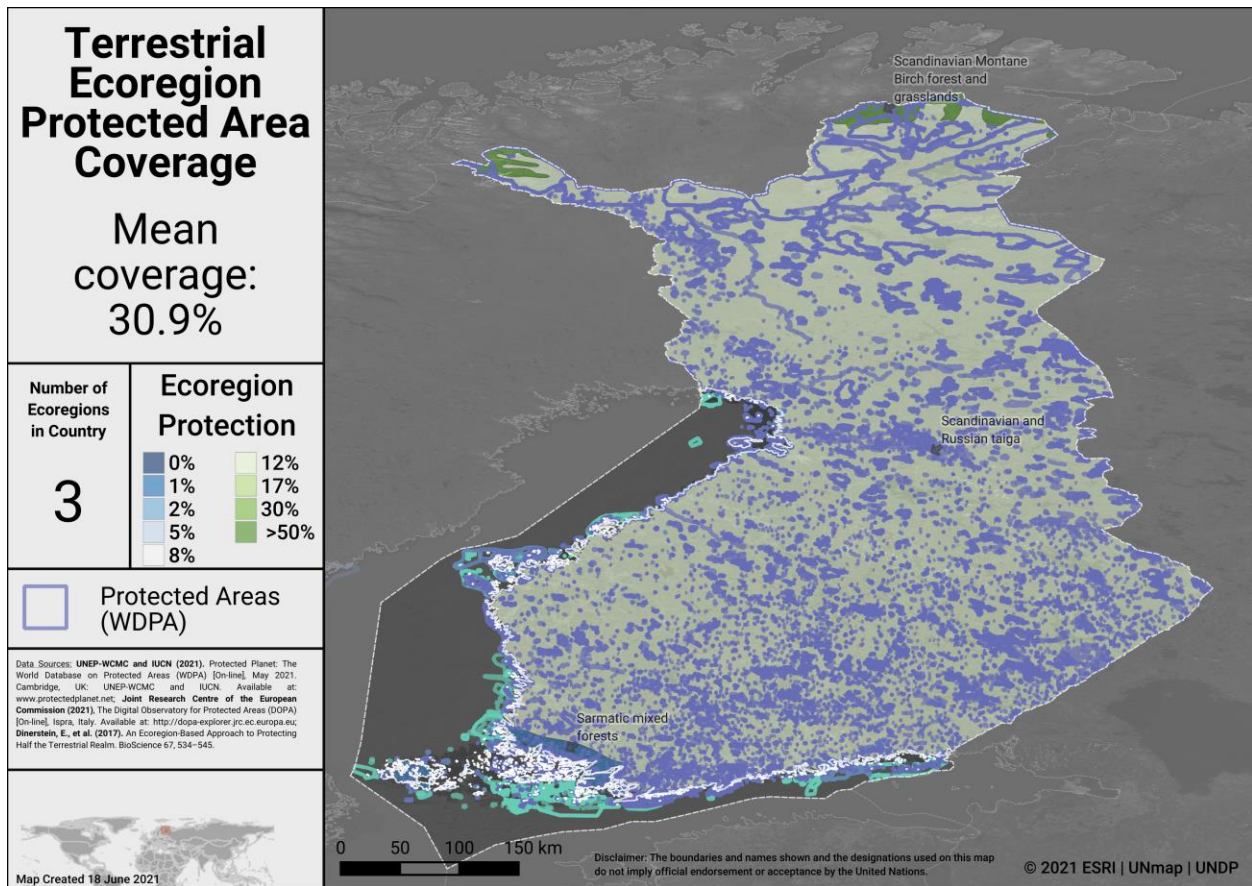 Terrestrial
Ecoregion
Protected Area
Coverage
Mean
coverage:
30.9%
Number of
Ecoregions
in Country
3
Ecoregion
Protection
0%
1%
2%
5%
8%
12%
17%
30%
>50%
Protected Areas
(WDPA)
Data Sources: UNEP-WCMC and IUCN (2021). Protected Planet: The
World Database on Protected Areas (WDPA) [On-line], May 2021.
Cambridge, UK: UNEP-WCMC and IUCN. Available at:
www.protectedplanet.net; Joint Research Centre of the European
Commission (2021), The Digital Observatory for Protected Areas (DOPA)
[On-line], Ispra, Italy. Available at: http://dopa-explorer.jrc.ec.europa.eu;
Dinerstein, E., et al. (2017). An Ecoregion-Based Approach to Protecting
Half the Terrestrial Realm. BioScience 67, 534–545.
Map Created 18 June 2021
Scandinavian Montane
Birch forest and
grasslands
Scandinavian and
Russian taiga
Sarmatic mixed
forests
0 50 100 150 km
Disclaimer: The boundaries and names shown and the designations used on this map
do not imply official endorsement or acceptance by the United Nations.
© 2021 ESRI | UNmap | UNDP